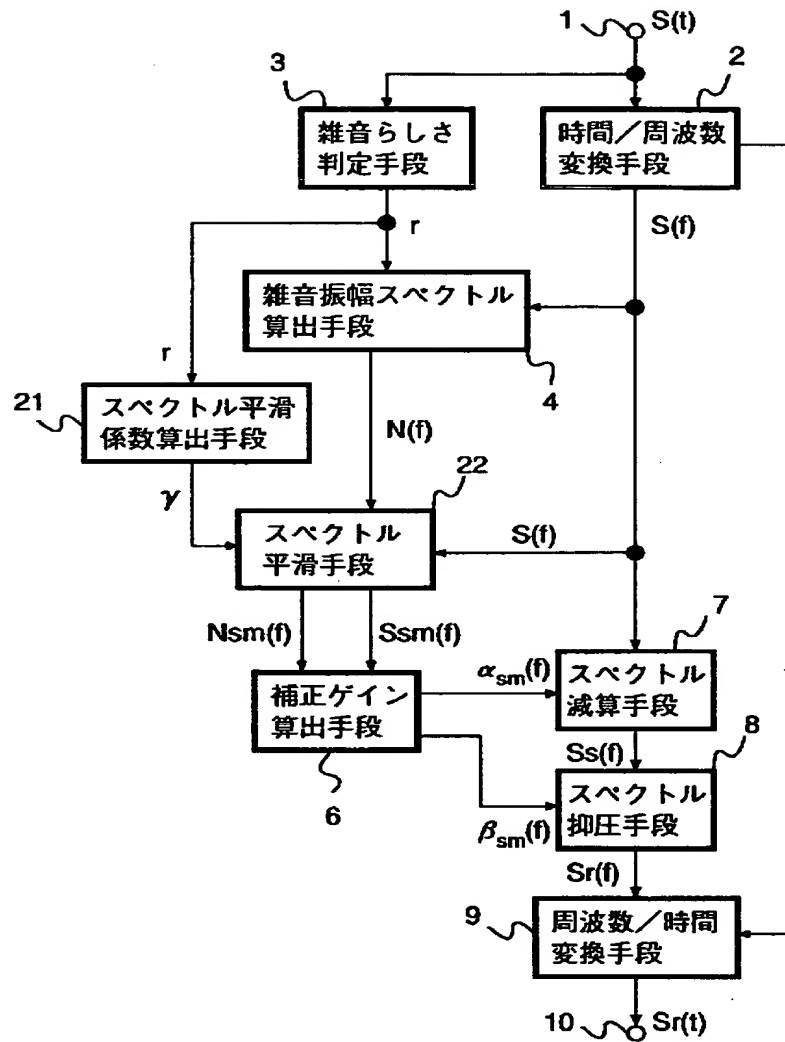 1
S(t)
3
2
雑音らしさ
判定手段
時間／周波数
変換手段
r
S(f)
雑音振幅スペクトル
算出手段
r
4
21
スペクトル平滑
係数算出手段
N(f)
γ
22
スペクトル
平滑手段
S(f)
Nsm(f)
Ssm(f)
7
補正ゲイン
算出手段
αsm(f)
スペクトル
減算手段
6
Ss(f)
8
βsm(f)
スペクトル
抑圧手段
Sr(f)
9
周波数／時間
変換手段
10
Sr(t)